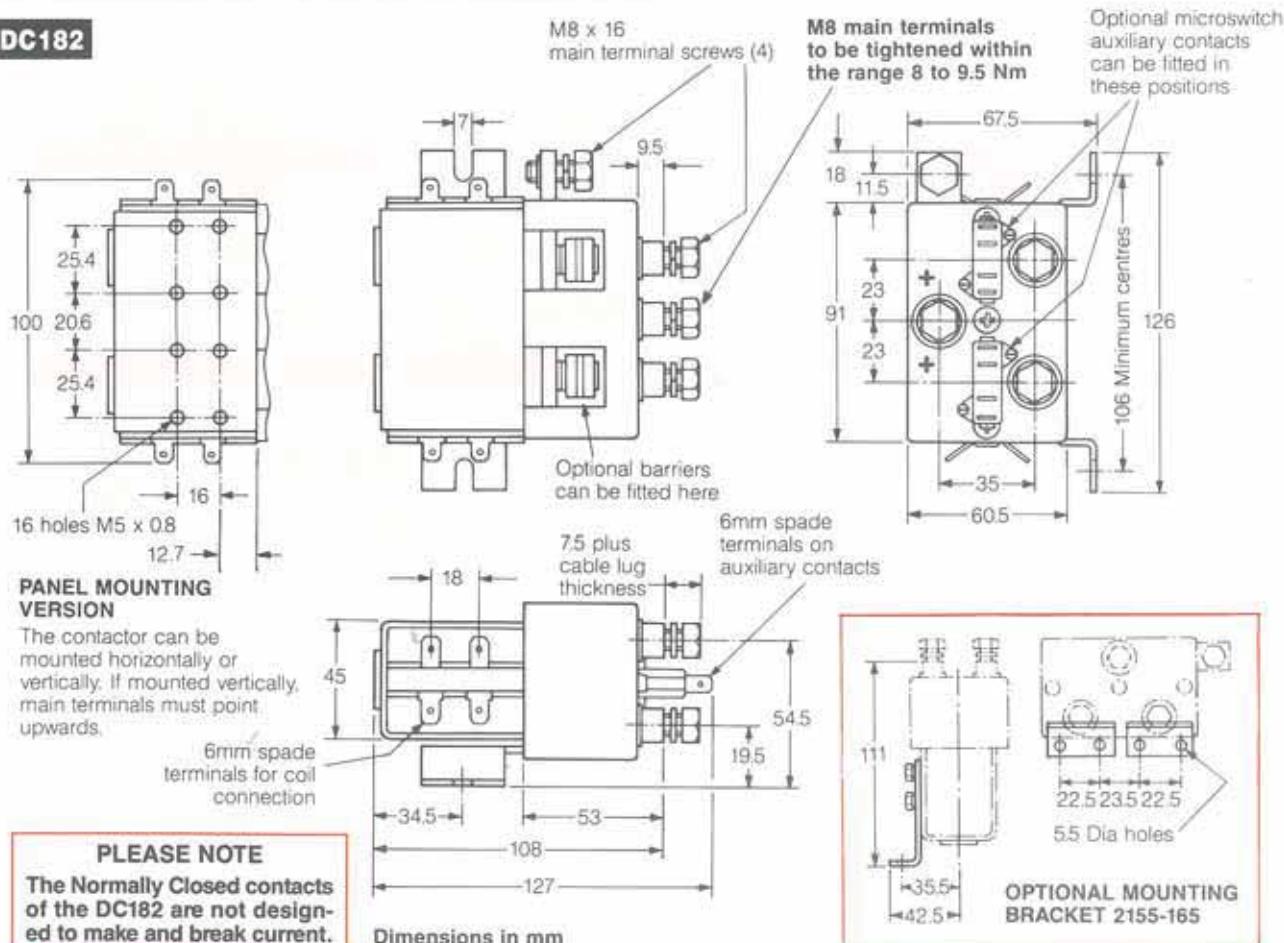 DC182
M8 x 16
main terminal screws (4)
M8 main terminals
to be tightened within
the range 8 to 9.5 Nm
Optional microswitch
auxiliary contacts
can be fitted in
these positions
7
9.5
67.5
18
11.5
100
25.4
20.6
25.4
16
12.7
16 holes M5 x 0.8
91
23
23
106 Minimum centres
126
35
60.5
Optional barriers
can be fitted here
PANEL MOUNTING
VERSION
The contactor can be
mounted horizontally or
vertically. If mounted vertically,
main terminals must point
upwards.
18
7.5 plus
cable lug
thickness
6mm spade
terminals on
auxiliary contacts
45
54.5
19.5
6mm spade
terminals for coil
connection
34.5
53
108
127
111
35.5
42.5
22.5 23.5 22.5
5.5 Dia holes
OPTIONAL MOUNTING
BRACKET 2155-165
PLEASE NOTE
The Normally Closed contacts
of the DC182 are not design-
ed to make and break current.
Dimensions in mm